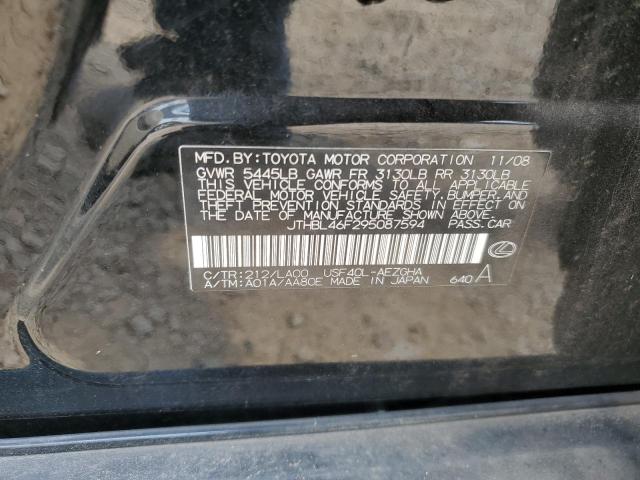 MFD. BY: TOYOTA MOTOR CORPORATION 11/08
GVWR 5445LB GAWR FR 3130LB RR 3130LB
THIS VEHICLE CONFORMS TO ALL APPLICABLE
FEDERAL MOTOR VEHICLE SAFETY, BUMPER, AND
THEFT PREVENTION STANDARDS IN EFFECT ON
THE DATE OF MANUFACTURE SHOWN ABOVE.
JTHBL46F295087594 PASS. CAR
C/TR: 212/LA00 USF40L-AEZGHA
A/TM: A01A/AA80E MADE IN JAPAN 640 A